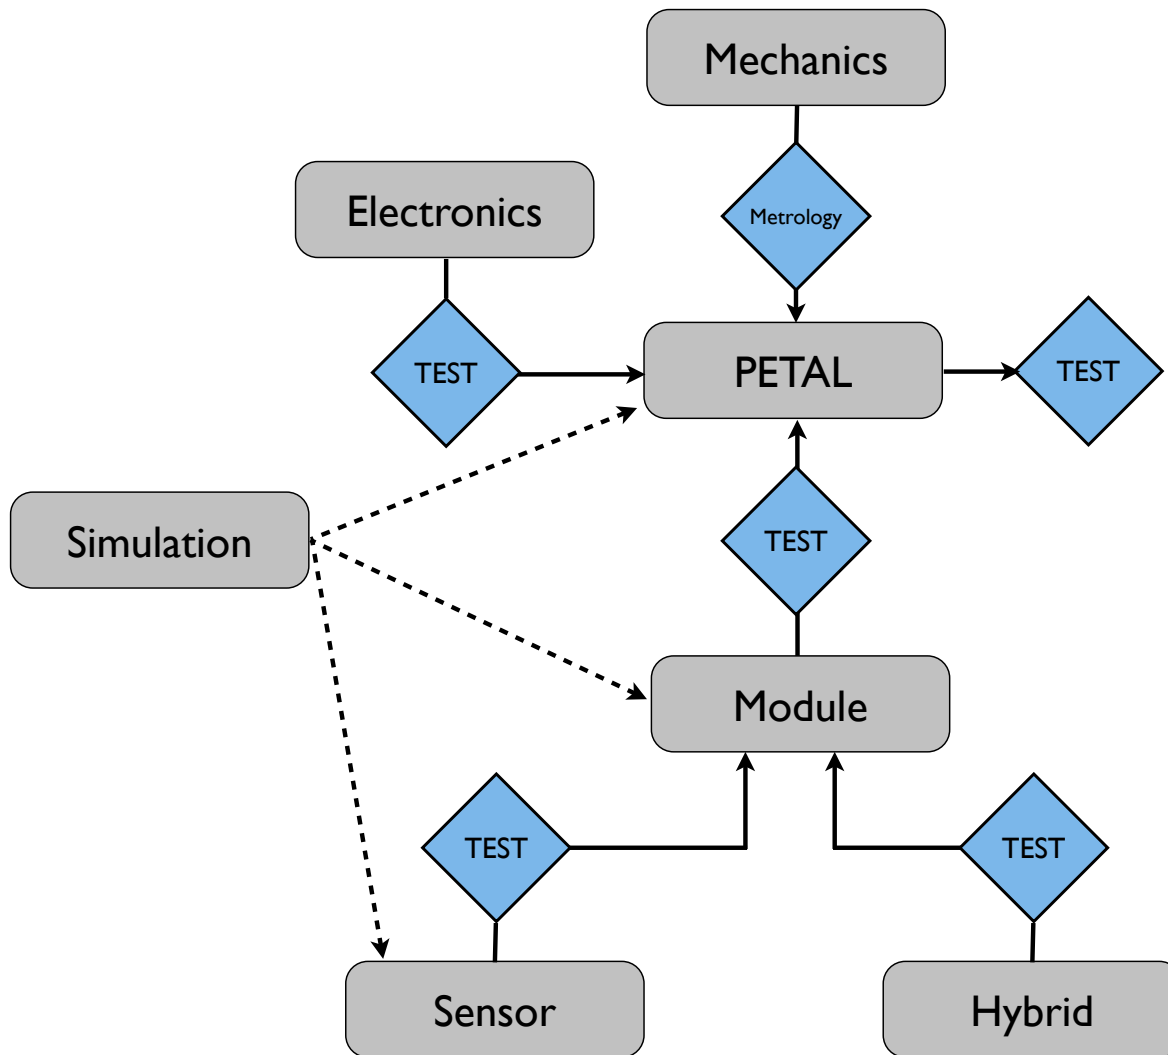 Mechanics
Electronics
Metrology
TEST
PETAL
TEST
Simulation
TEST
Module
TEST
TEST
Sensor
Hybrid